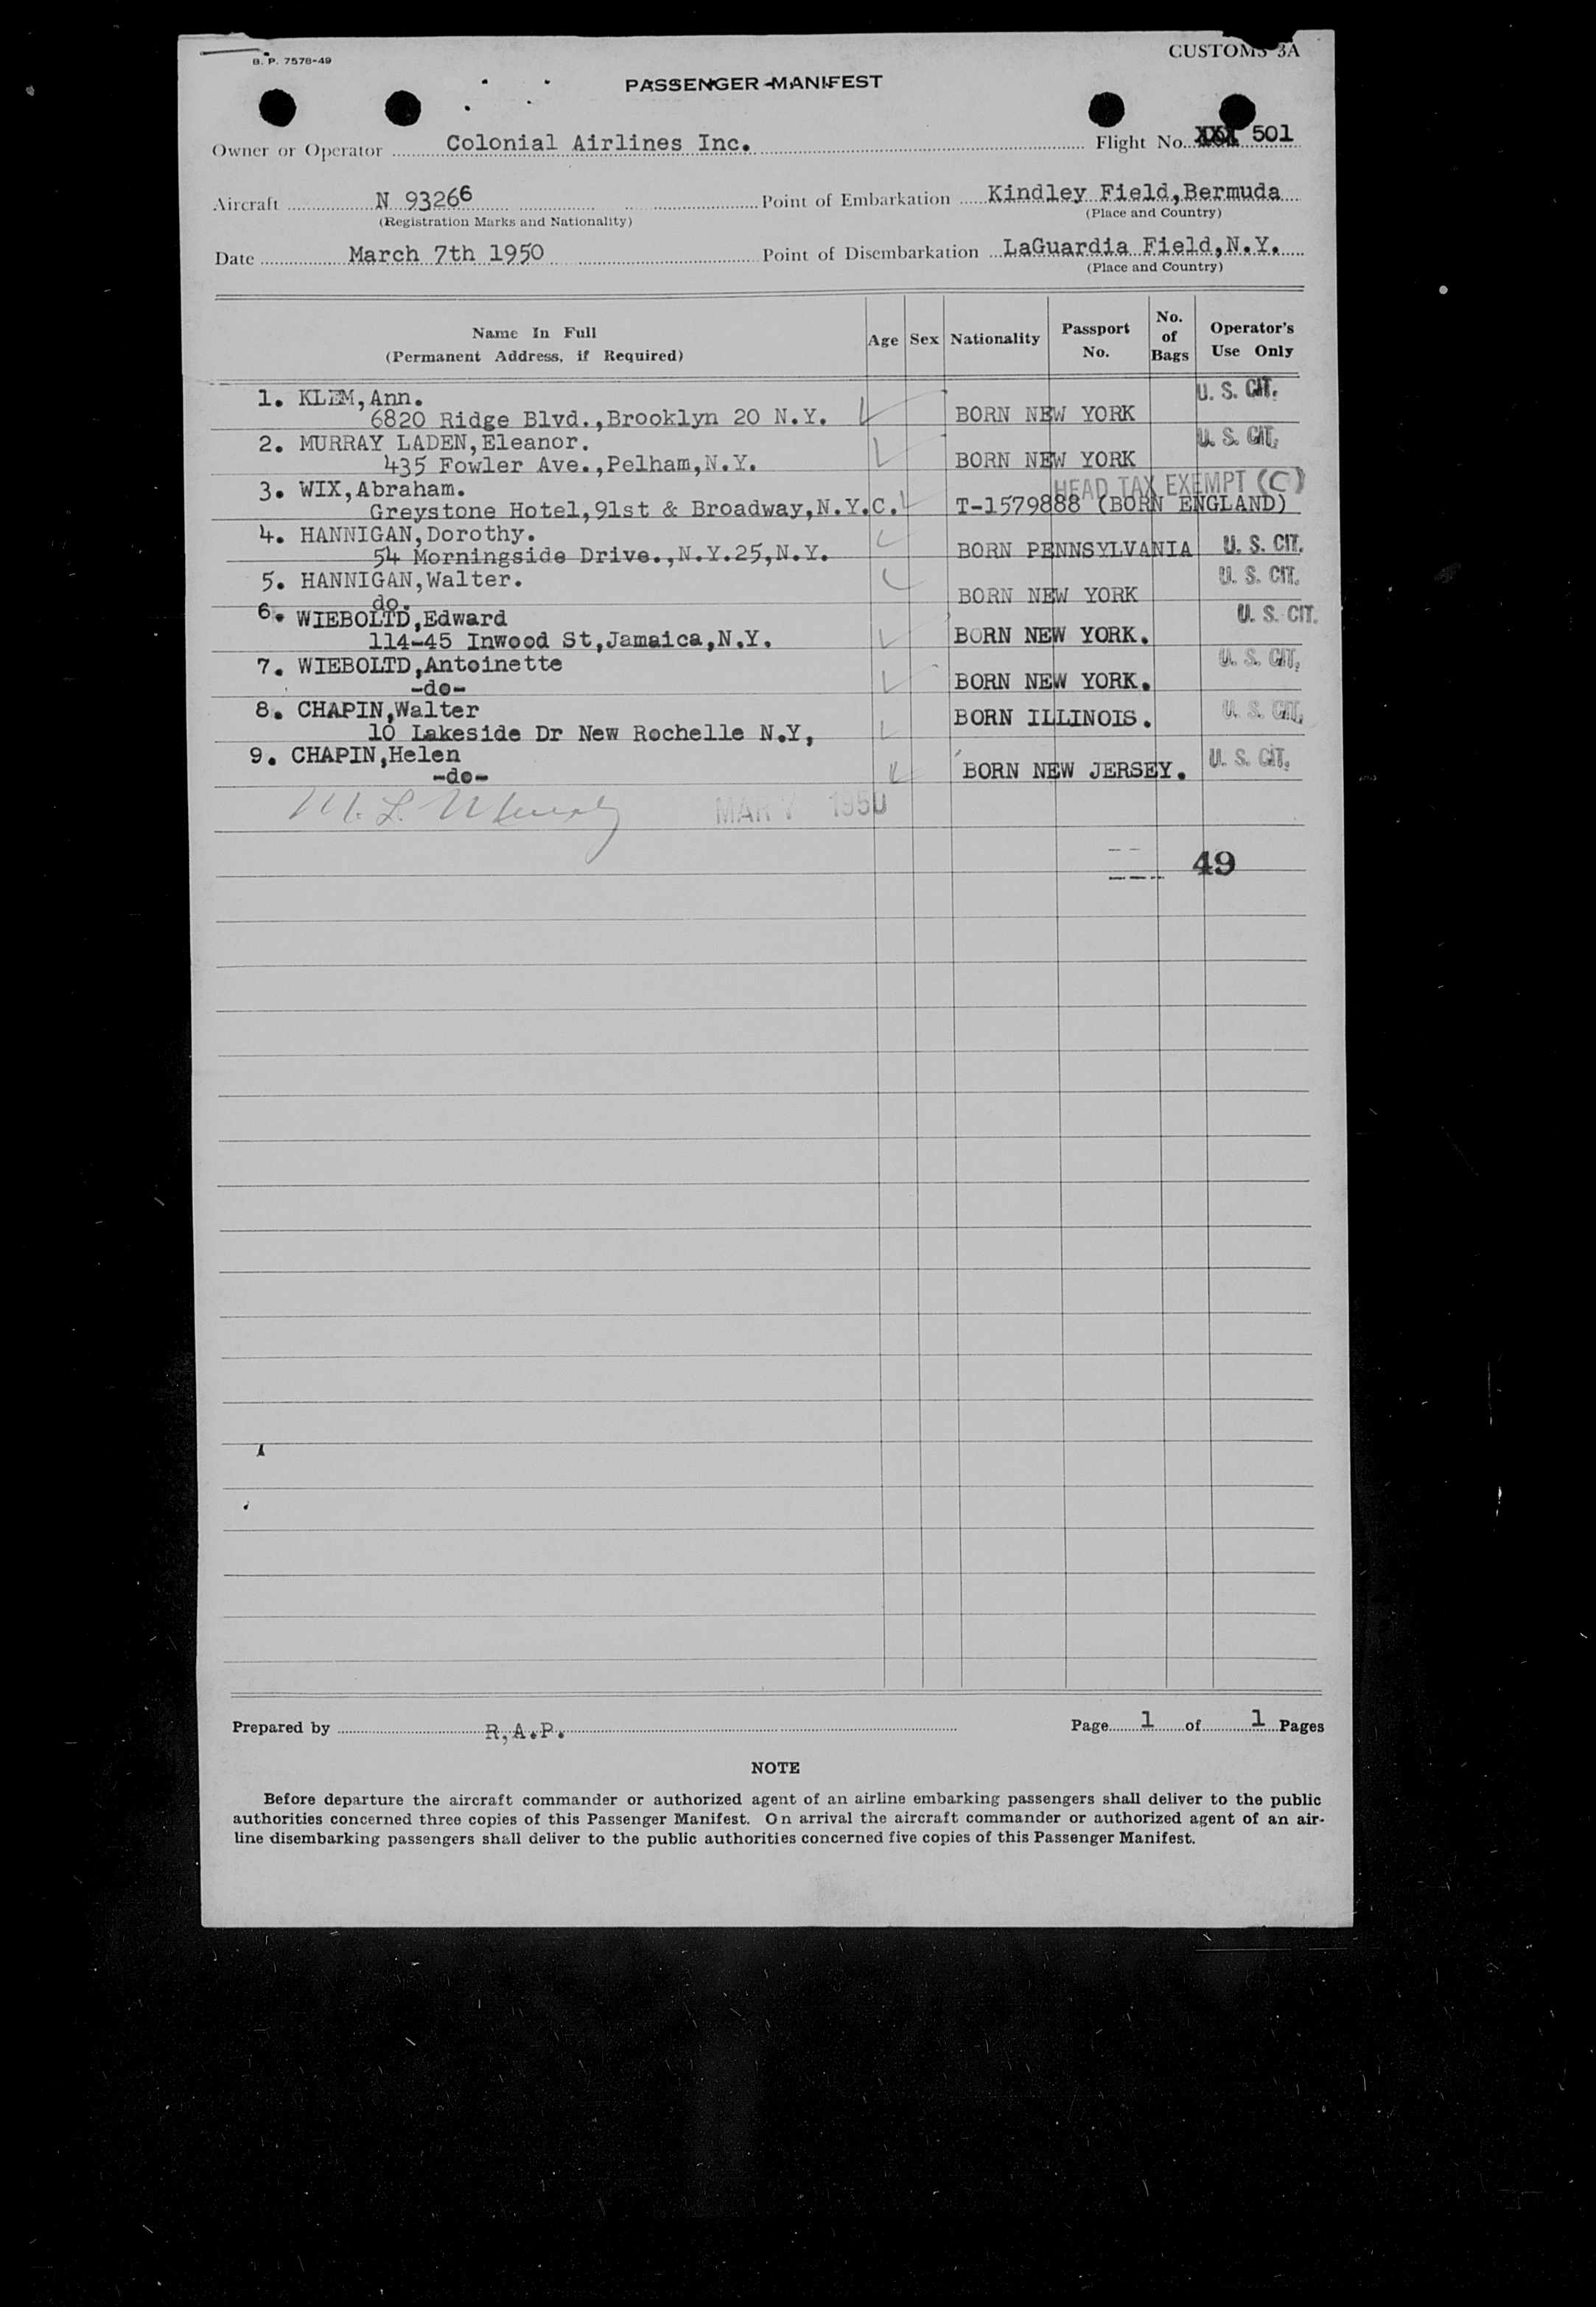 B. P. 7578-49
CUSTOMS 3A
PASSENGER MANIFEST
Owner or Operator Colonial Airlines Inc. Flight No. XXX 501
Aircraft N 93266 Point of Embarkation Kindley Field,Bermuda
(Registration Marks and Nationality) (Place and Country)
Date March 7th 1950 Point of Disembarkation LaGuardia Field,N.Y.
(Place and Country)
Name In Full (Permanent Address, if Required) Age Sex Nationality Passport No. No. of Bags Operator's Use Only
1. KLEM,Ann. U. S. CIT.
6820 Ridge Blvd.,Brooklyn 20 N.Y. BORN NEW YORK
2. MURRAY LADEN,Eleanor. U. S. CIT.
435 Fowler Ave.,Pelham,N.Y. BORN NEW YORK
3. WIX,Abraham. HEAD TAX EXEMPT (C)
Greystone Hotel,91st & Broadway,N.Y.C. T-1579888 (BORN ENGLAND)
4. HANNIGAN,Dorothy.
54 Morningside Drive.,N.Y.25,N.Y. BORN PENNSYLVANIA U. S. CIT.
5. HANNIGAN,Walter. U. S. CIT.
do. BORN NEW YORK
6. WIEBOLTD,Edward U. S. CIT.
114-45 Inwood St,Jamaica,N.Y. BORN NEW YORK.
7. WIEBOLTD,Antoinette U. S. CIT.
-do- BORN NEW YORK.
8. CHAPIN,Walter BORN ILLINOIS. U. S. CIT.
10 Lakeside Dr New Rochelle N.Y,
9. CHAPIN,Helen U. S. CIT.
-do- BORN NEW JERSEY.
MAR 7 1950
49
Prepared by R,A.P. Page 1 of 1 Pages
NOTE
Before departure the aircraft commander or authorized agent of an airline embarking passengers shall deliver to the public
authorities concerned three copies of this Passenger Manifest. On arrival the aircraft commander or authorized agent of an air-
line disembarking passengers shall deliver to the public authorities concerned five copies of this Passenger Manifest.